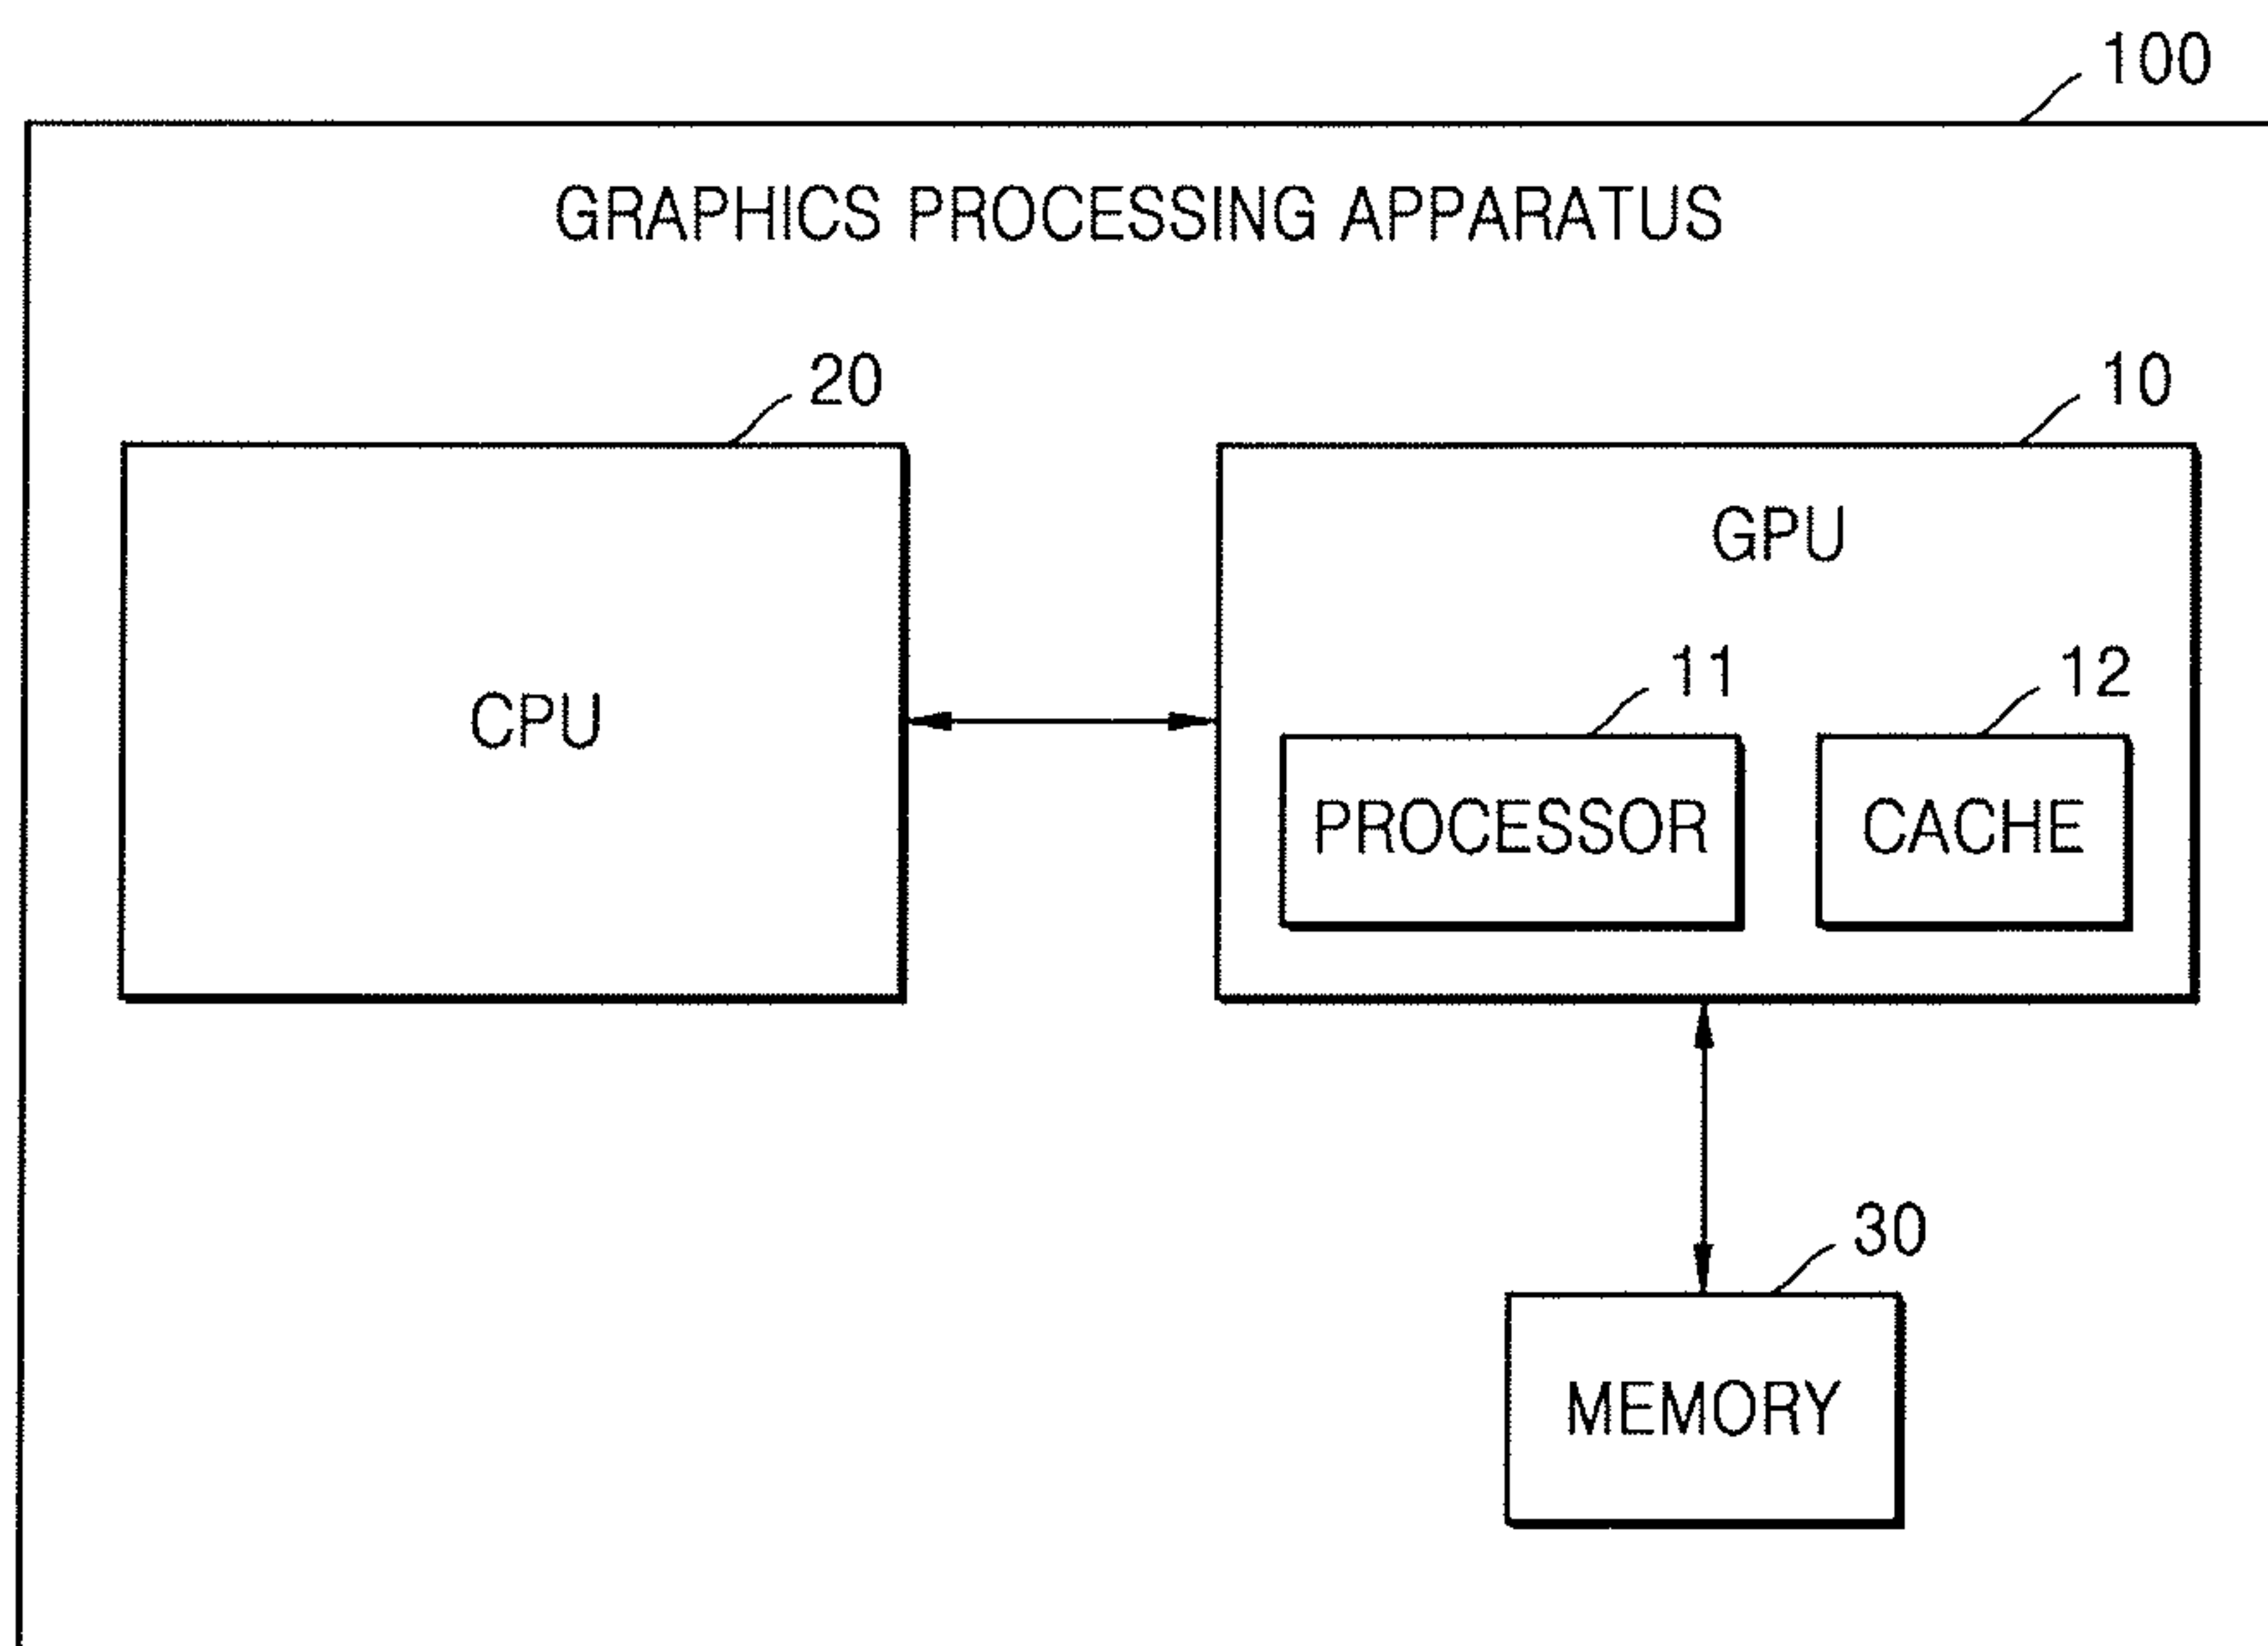 100
GRAPHICS PROCESSING APPARATUS
20
10
GPU
CPU
11
12
PROCESSOR
CACHE
30
MEMORY